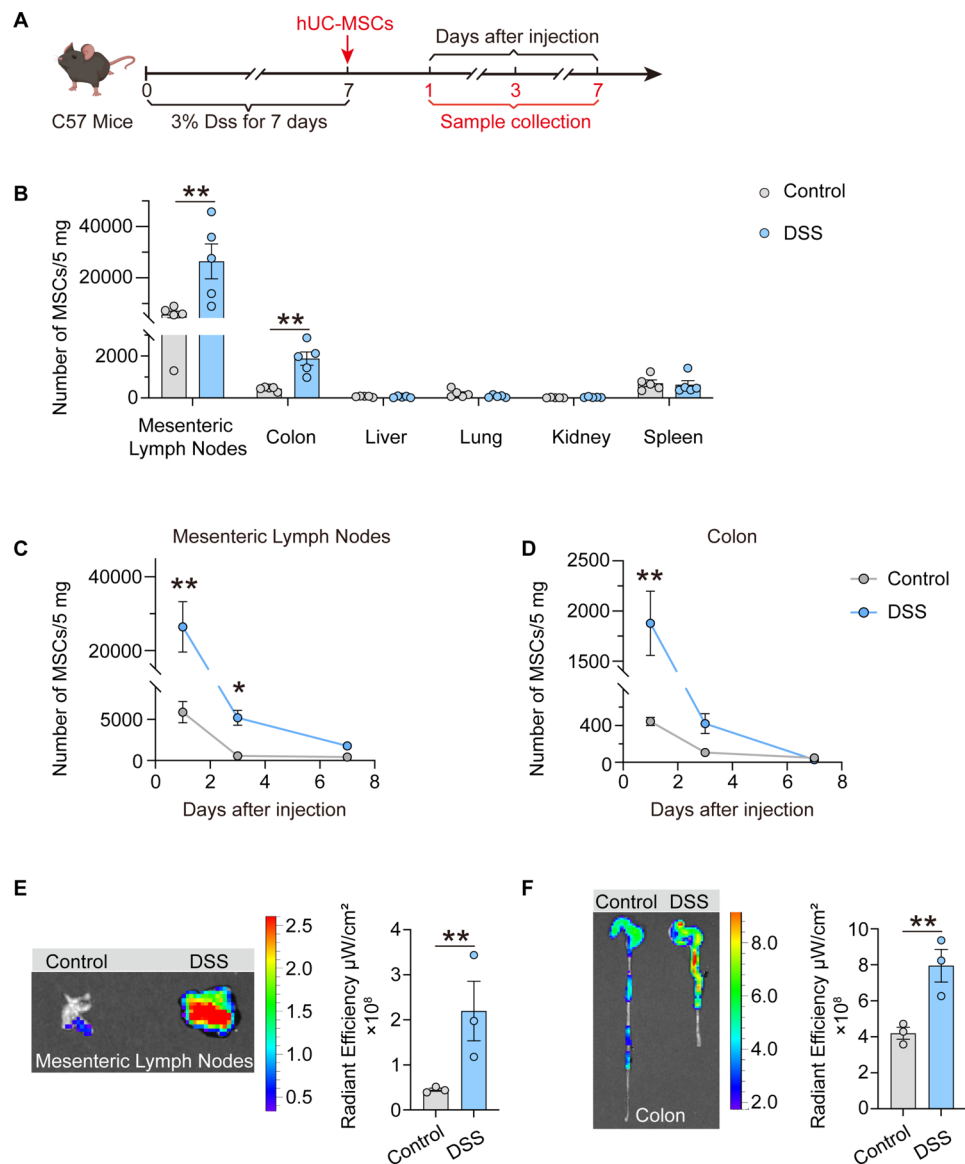 A
hUC-MSCs
Days after injection
0
7
1
3
7
C57 Mice
3% Dss for 7 days
Sample collection
B
Control
DSS
Number of MSCs/5 mg
40000
20000
2000
0
**
**
Mesenteric
Lymph Nodes
Colon
Liver
Lung
Kidney
Spleen
C
Mesenteric Lymph Nodes
Number of MSCs/5 mg
40000
20000
5000
0
**
*
0 2 4 6 8
Days after injection
D
Colon
Number of MSCs/5 mg
2500
2000
1500
400
0
**
0 2 4 6 8
Days after injection
Control
DSS
E
Control DSS
Mesenteric Lymph Nodes
2.5
2.0
1.5
1.0
0.5
Radiant Efficiency μW/cm²
×10⁸
4
3
2
1
0
**
Control
DSS
F
Control DSS
Colon
8.0
6.0
4.0
2.0
Radiant Efficiency μW/cm²
×10⁸
10
8
6
4
2
0
**
Control
DSS